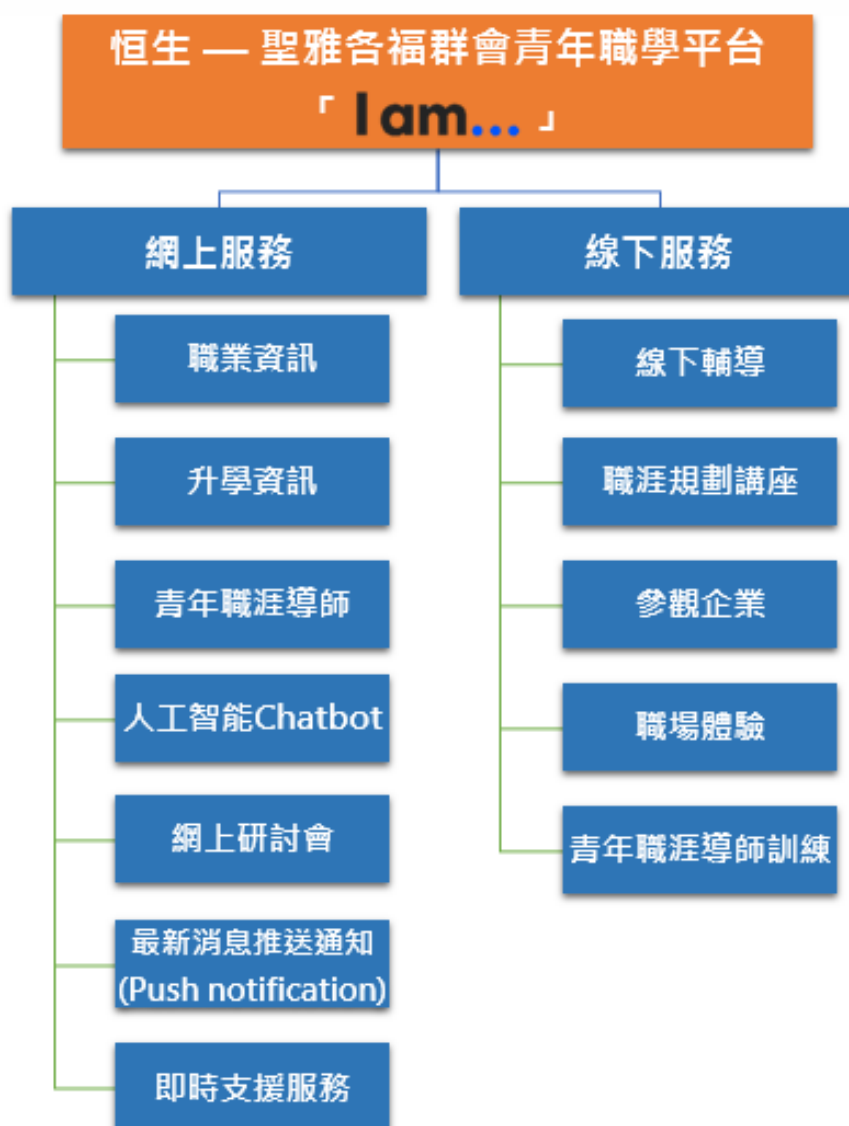 恒生 — 聖雅各福群會青年職學平台
「I am...」
網上服務
職業資訊
升學資訊
青年職涯導師
人工智能Chatbot
網上研討會
最新消息推送通知
(Push notification)
即時支援服務
線下服務
線下輔導
職涯規劃講座
參觀企業
職場體驗
青年職涯導師訓練